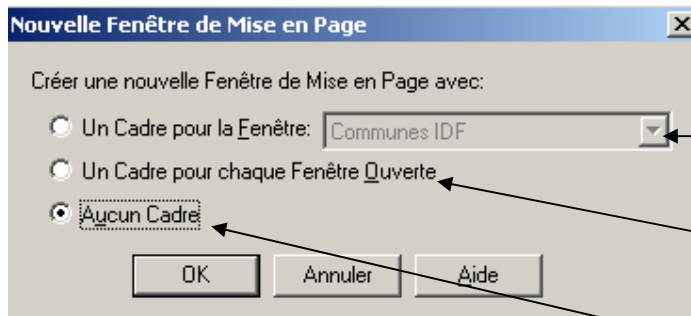 Nouvelle Fenêtre de Mise en Page
Créer une nouvelle Fenêtre de Mise en Page avec:
Un Cadre pour la Fenêtre: Communes IDF
Un Cadre pour chaque Fenêtre Ouverte
Aucun Cadre
OK Annuler Aide